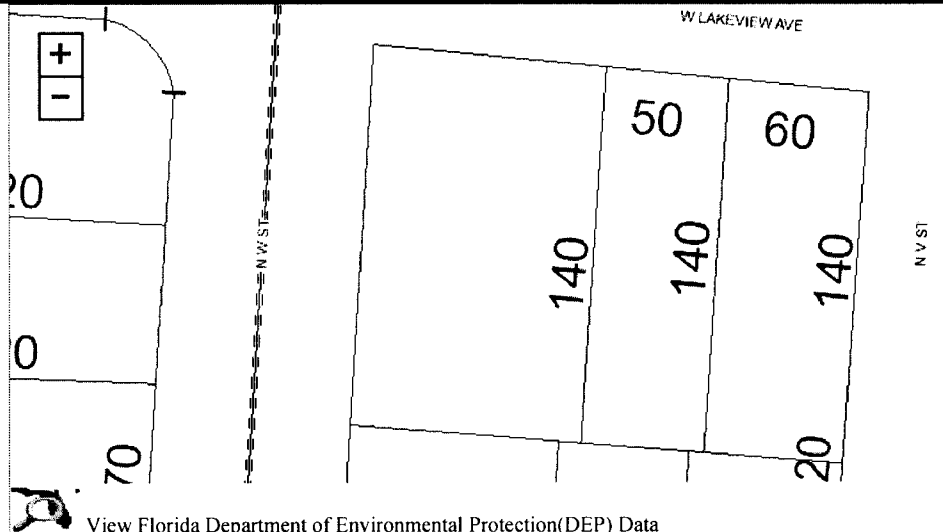 W LAKEVIEW AVE
+
−
50
60
20
N W ST
140
140
140
N V ST
0
70
20
View Florida Department of Environmental Protection(DEP) Data